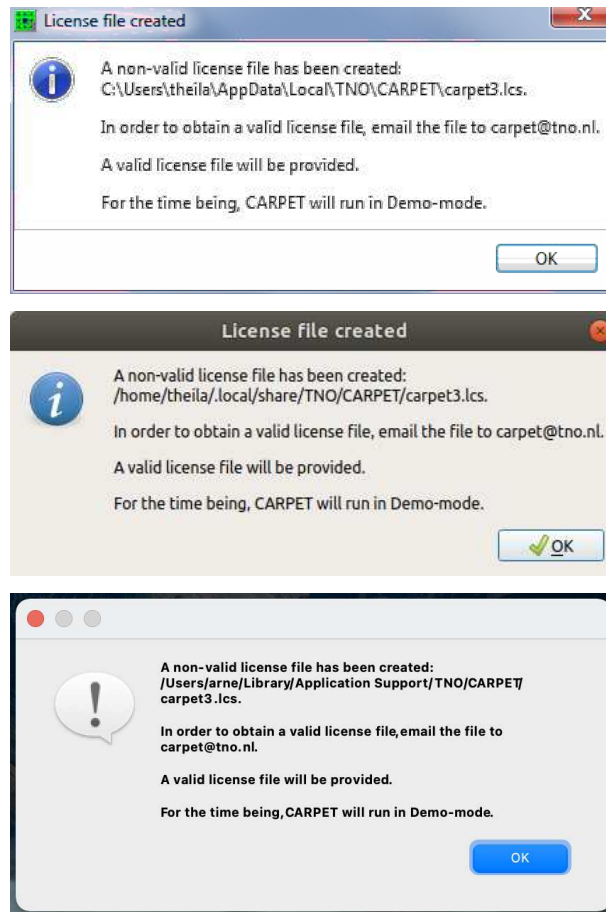 License file created
A non-valid license file has been created:
C:\Users\theila\AppData\Local\TNO\CARPET\carpet3.lcs.
In order to obtain a valid license file, email the file to carpet@tno.nl.
A valid license file will be provided.
For the time being, CARPET will run in Demo-mode.
OK
License file created
A non-valid license file has been created:
/home/theila/.local/share/TNO/CARPET/carpet3.lcs.
In order to obtain a valid license file, email the file to carpet@tno.nl.
A valid license file will be provided.
For the time being, CARPET will run in Demo-mode.
OK
A non-valid license file has been created:
/Users/arne/Library/Application Support/TNO/CARPET/
carpet3.lcs.
In order to obtain a valid license file,email the file to
carpet@tno.nl.
A valid license file will be provided.
For the time being,CARPET will run in Demo-mode.
OK